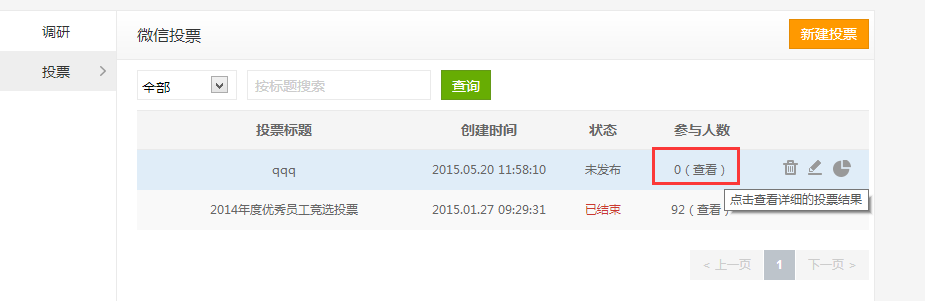 调研
投票
微信投票
新建投票
全部
按标题搜索
查询
投票标题 创建时间 状态 参与人数
qqq 2015.05.20 11:58:10 未发布 0 ( 查看 )
点击查看详细的投票结果
2014年度优秀员工竞选投票 2015.01.27 09:29:31 已结束 92 ( 查看 )
< 上一页 1 下一页 >